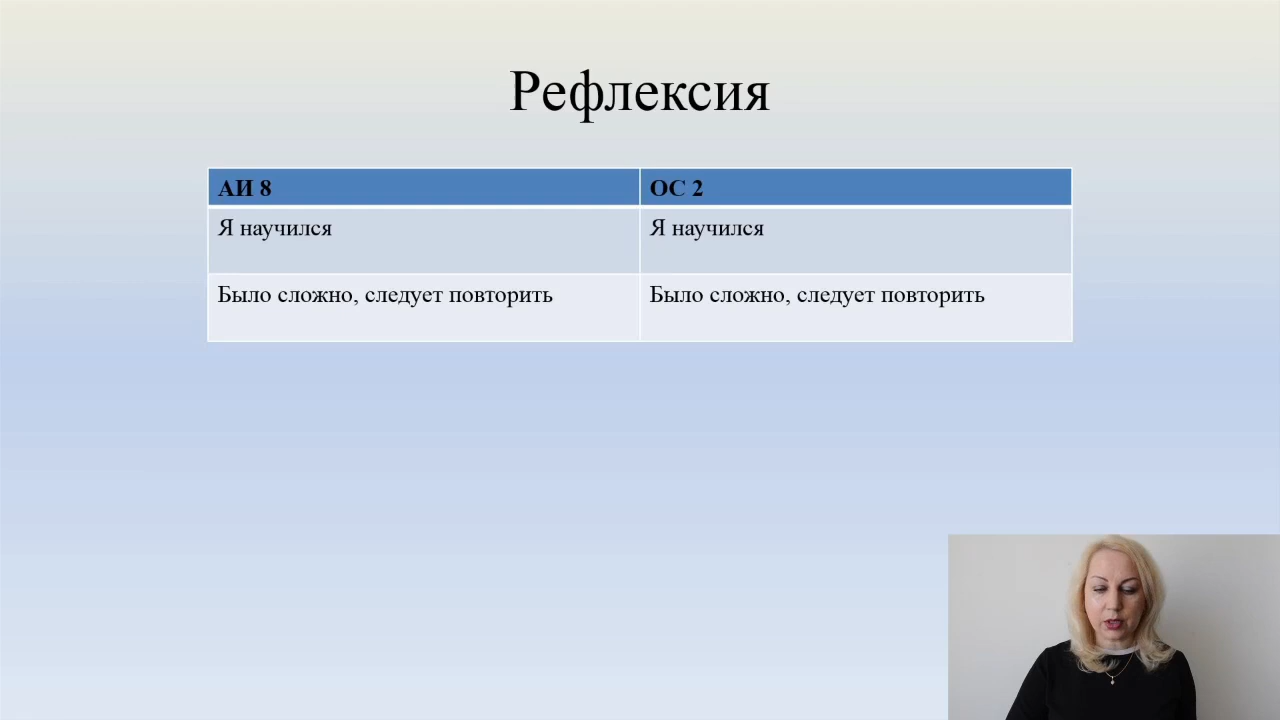 Рефлексия
АИ 8
ОС 2
Я научился
Я научился
Было сложно, следует повторить
Было сложно, следует повторить